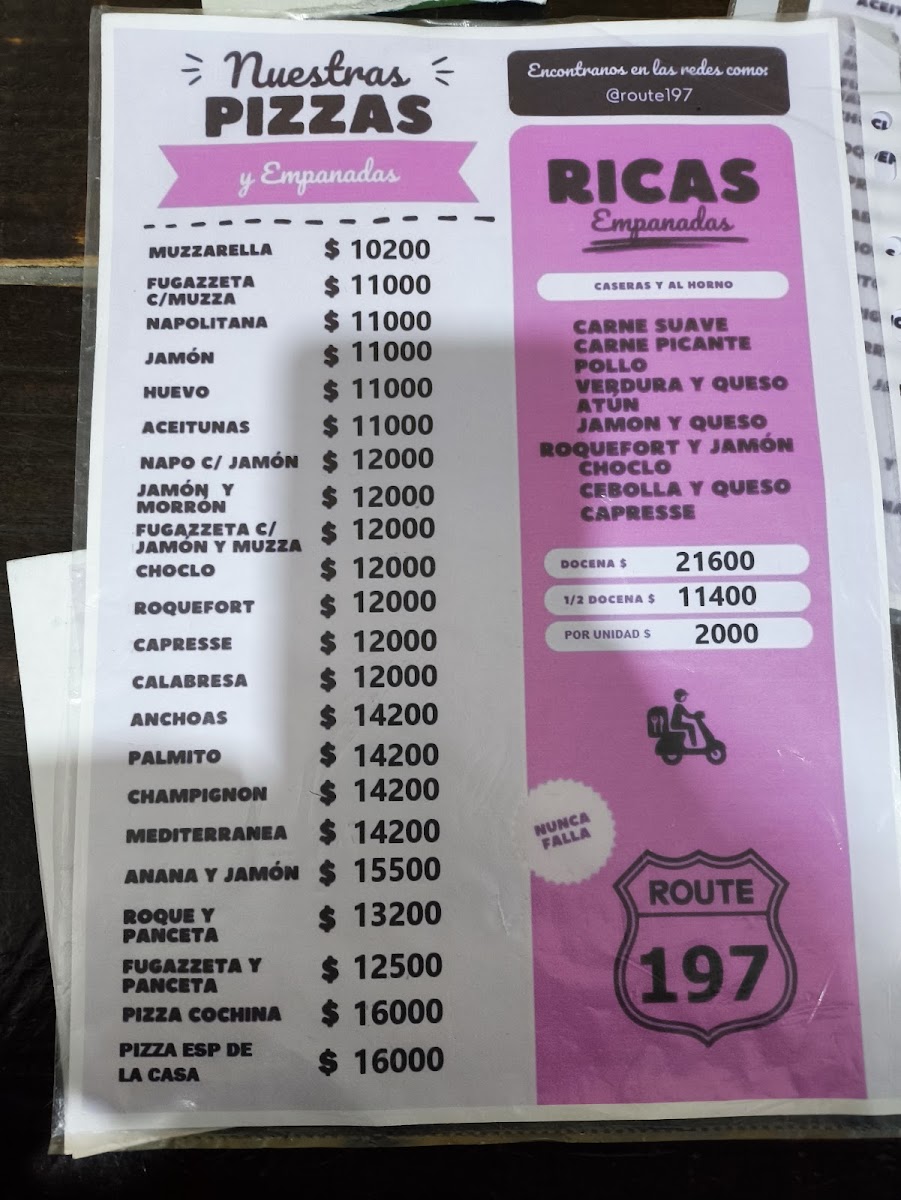 Nuestras
PIZZAS
y Empanadas
MUZZARELLA $ 10200
FUGAZZETA
C/MUZZA $ 11000
NAPOLITANA $ 11000
JAMÓN $ 11000
HUEVO $ 11000
ACEITUNAS $ 11000
NAPO C/ JAMÓN $ 12000
JAMÓN Y
MORRON $ 12000
FUGAZZETA C/
JAMÓN Y MUZZA $ 12000
CHOCLO $ 12000
ROQUEFORT $ 12000
CAPRESSE $ 12000
CALABRESA $ 12000
ANCHOAS $ 14200
PALMITO $ 14200
CHAMPIGNON $ 14200
MEDITERRANEA $ 14200
ANANA Y JAMÓN $ 15500
ROQUE Y
PANCETA $ 13200
FUGAZZETA Y
PANCETA $ 12500
PIZZA COCHINA $ 16000
PIZZA ESP DE
LA CASA $ 16000
Encontranos en las redes como:
@route197
RICAS
Empanadas
CASERAS Y AL HORNO
CARNE SUAVE
CARNE PICANTE
POLLO
VERDURA Y QUESO
ATÚN
JAMON Y QUESO
ROQUEFORT Y JAMÓN
CHOCLO
CEBOLLA Y QUESO
CAPRESSE
DOCENA $ 21600
1/2 DOCENA $ 11400
POR UNIDAD $ 2000
NUNCA
FALLA
ROUTE
197